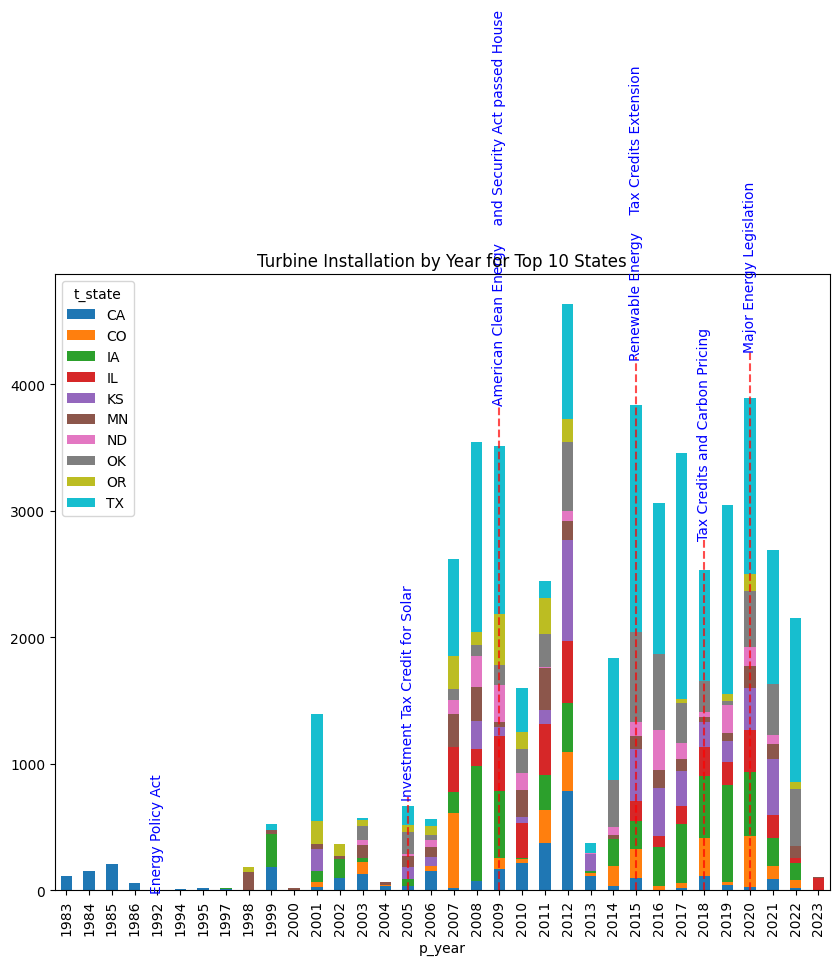 American Clean Energy    and Security Act passed House
Renewable Energy    Tax Credits Extension
Major Energy Legislation
Tax Credits and Carbon Pricing
Investment Tax Credit for Solar
Energy Policy Act
Turbine Installation by Year for Top 10 States
t_state
CA
CO
IA
IL
KS
MN
ND
OK
OR
TX
4000
3000
2000
1000
0
1983
1984
1985
1986
1992
1994
1995
1997
1998
1999
2000
2001
2002
2003
2004
2005
2006
2007
2008
2009
2010
2011
2012
2013
2014
2015
2016
2017
2018
2019
2020
2021
2022
2023
p_year